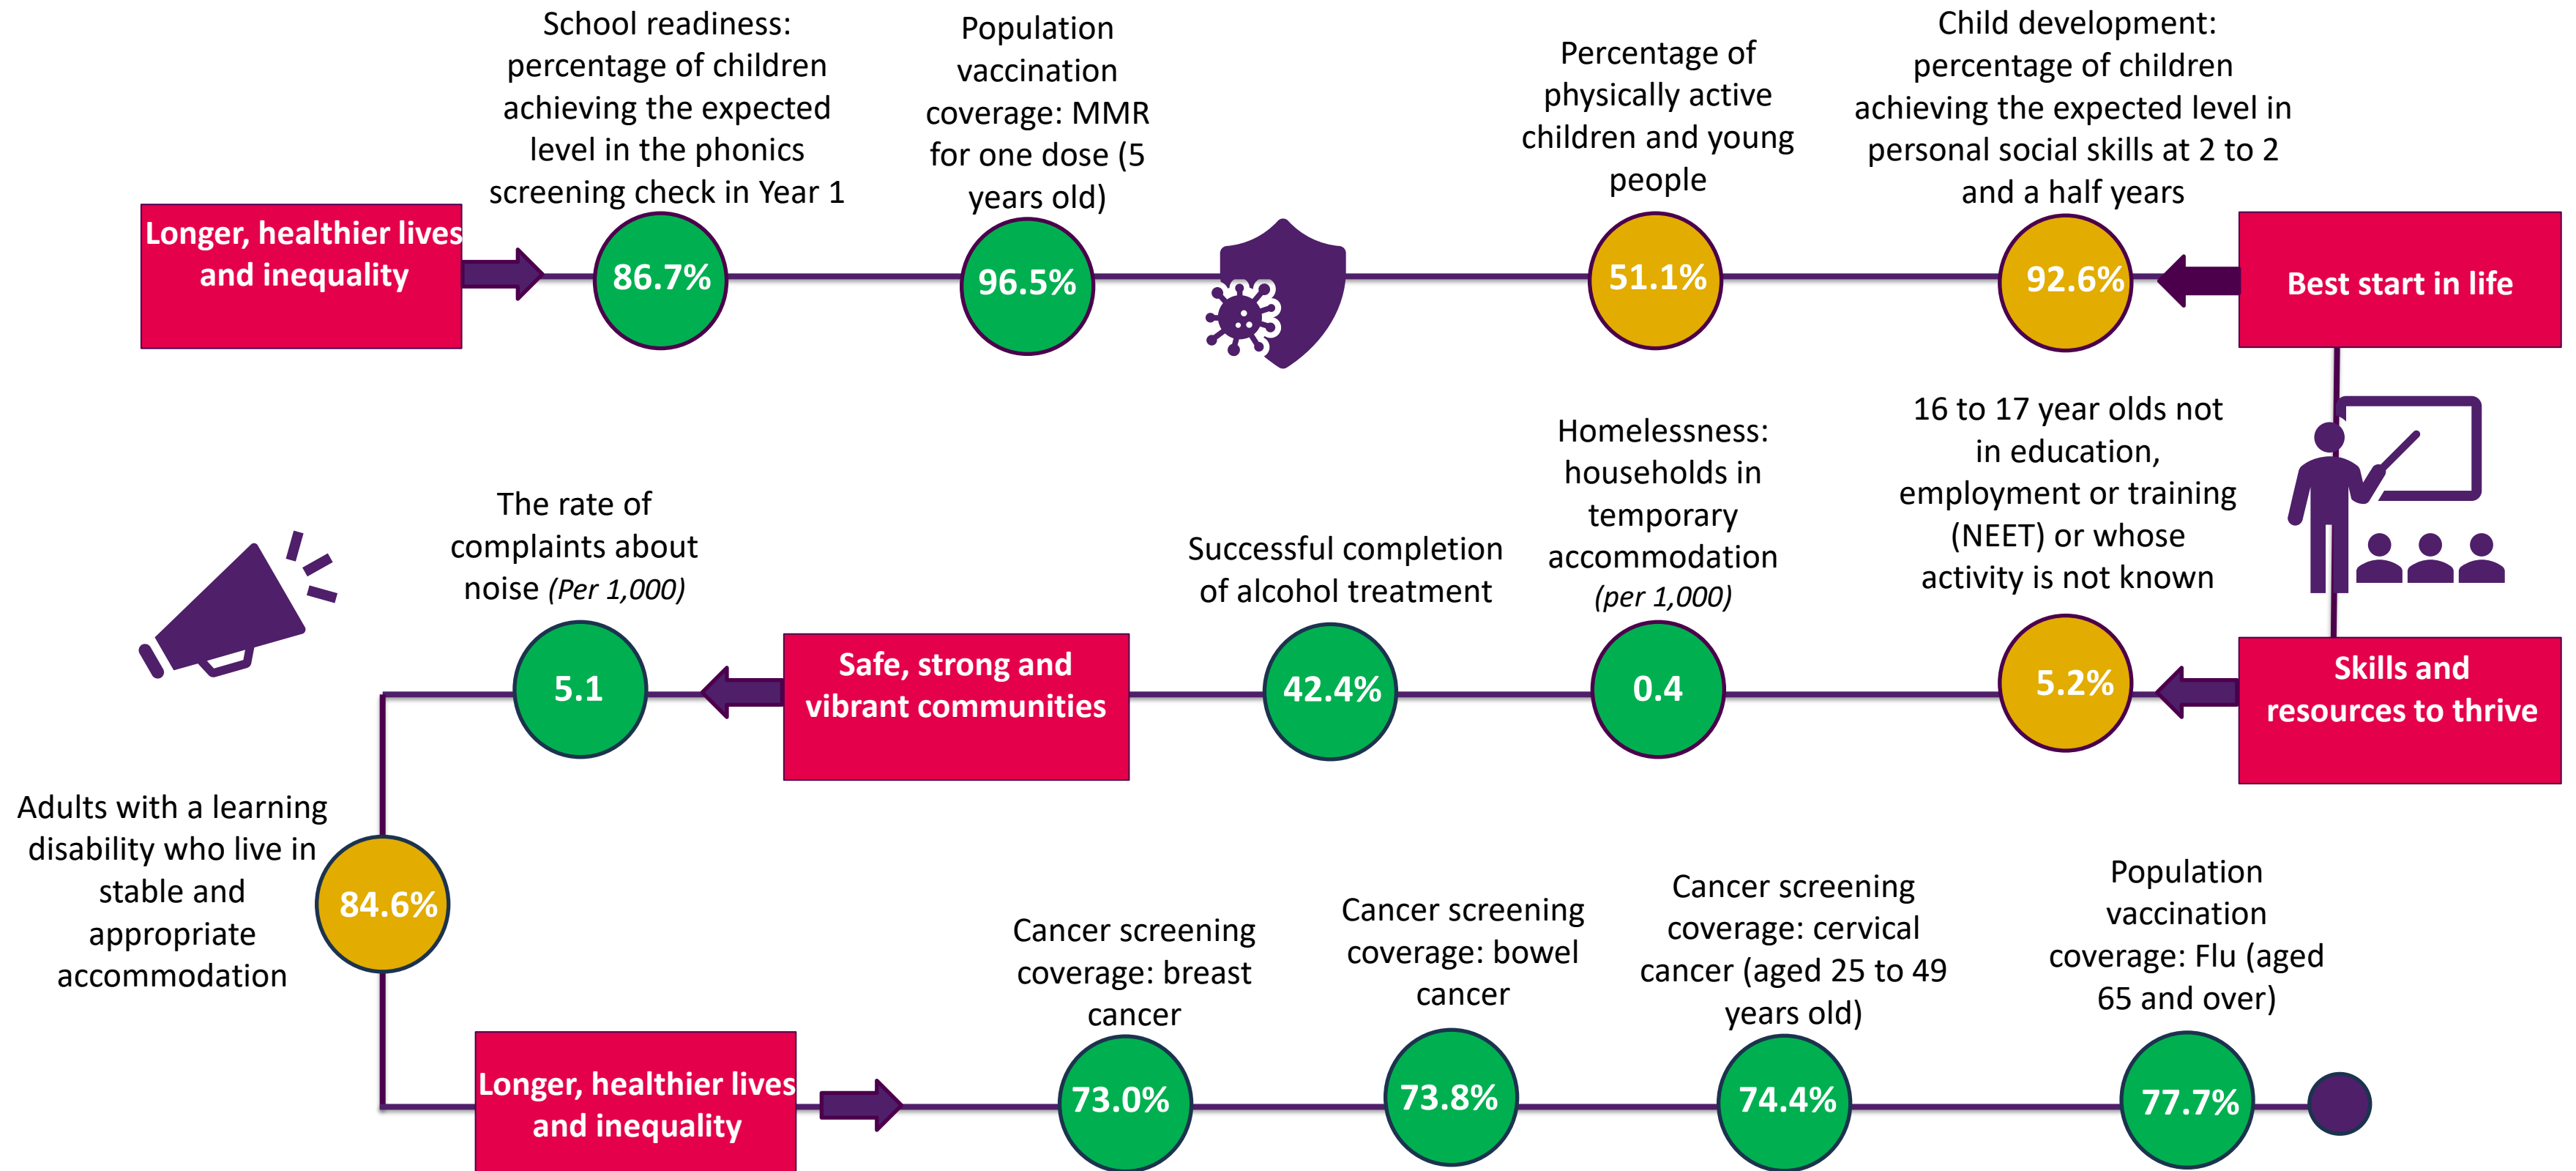 School readiness:
percentage of children
achieving the expected
level in the phonics
screening check in Year 1
Population
vaccination
coverage: MMR
for one dose (5
years old)
Percentage of
physically active
children and young
people
Child development:
percentage of children
achieving the expected level in
personal social skills at 2 to 2
and a half years
Longer, healthier lives
and inequality
86.7%
96.5%
51.1%
92.6%
Best start in life
The rate of
complaints about
noise (Per 1,000)
Successful completion
of alcohol treatment
Homelessness:
households in
temporary
accommodation
(per 1,000)
16 to 17 year olds not
in education,
employment or training
(NEET) or whose
activity is not known
5.1
Safe, strong and
vibrant communities
42.4%
0.4
5.2%
Skills and
resources to thrive
Adults with a learning
disability who live in
stable and
appropriate
accommodation
84.6%
Cancer screening
coverage: breast
cancer
Cancer screening
coverage: bowel
cancer
Cancer screening
coverage: cervical
cancer (aged 25 to 49
years old)
Population
vaccination
coverage: Flu (aged
65 and over)
Longer, healthier lives
and inequality
73.0%
73.8%
74.4%
77.7%